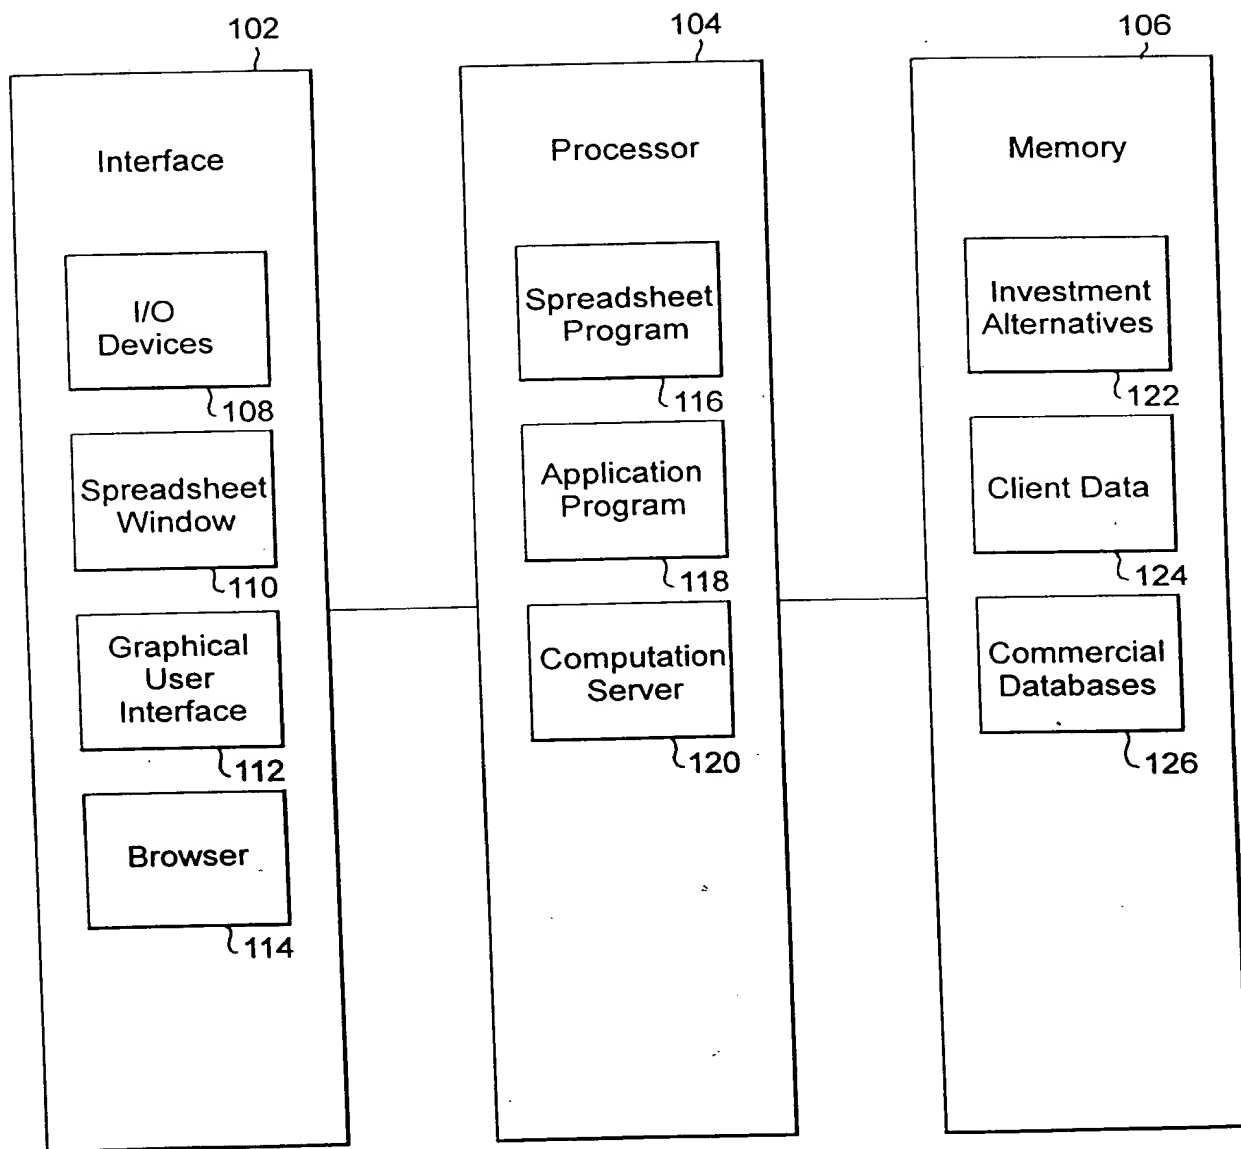 102
104
106
Interface
Processor
Memory
I/O
Devices
108
Spreadsheet
Window
110
Graphical
User
Interface
112
Browser
114
Spreadsheet
Program
116
Application
Program
118
Computation
Server
120
Investment
Alternatives
122
Client Data
124
Commercial
Databases
126